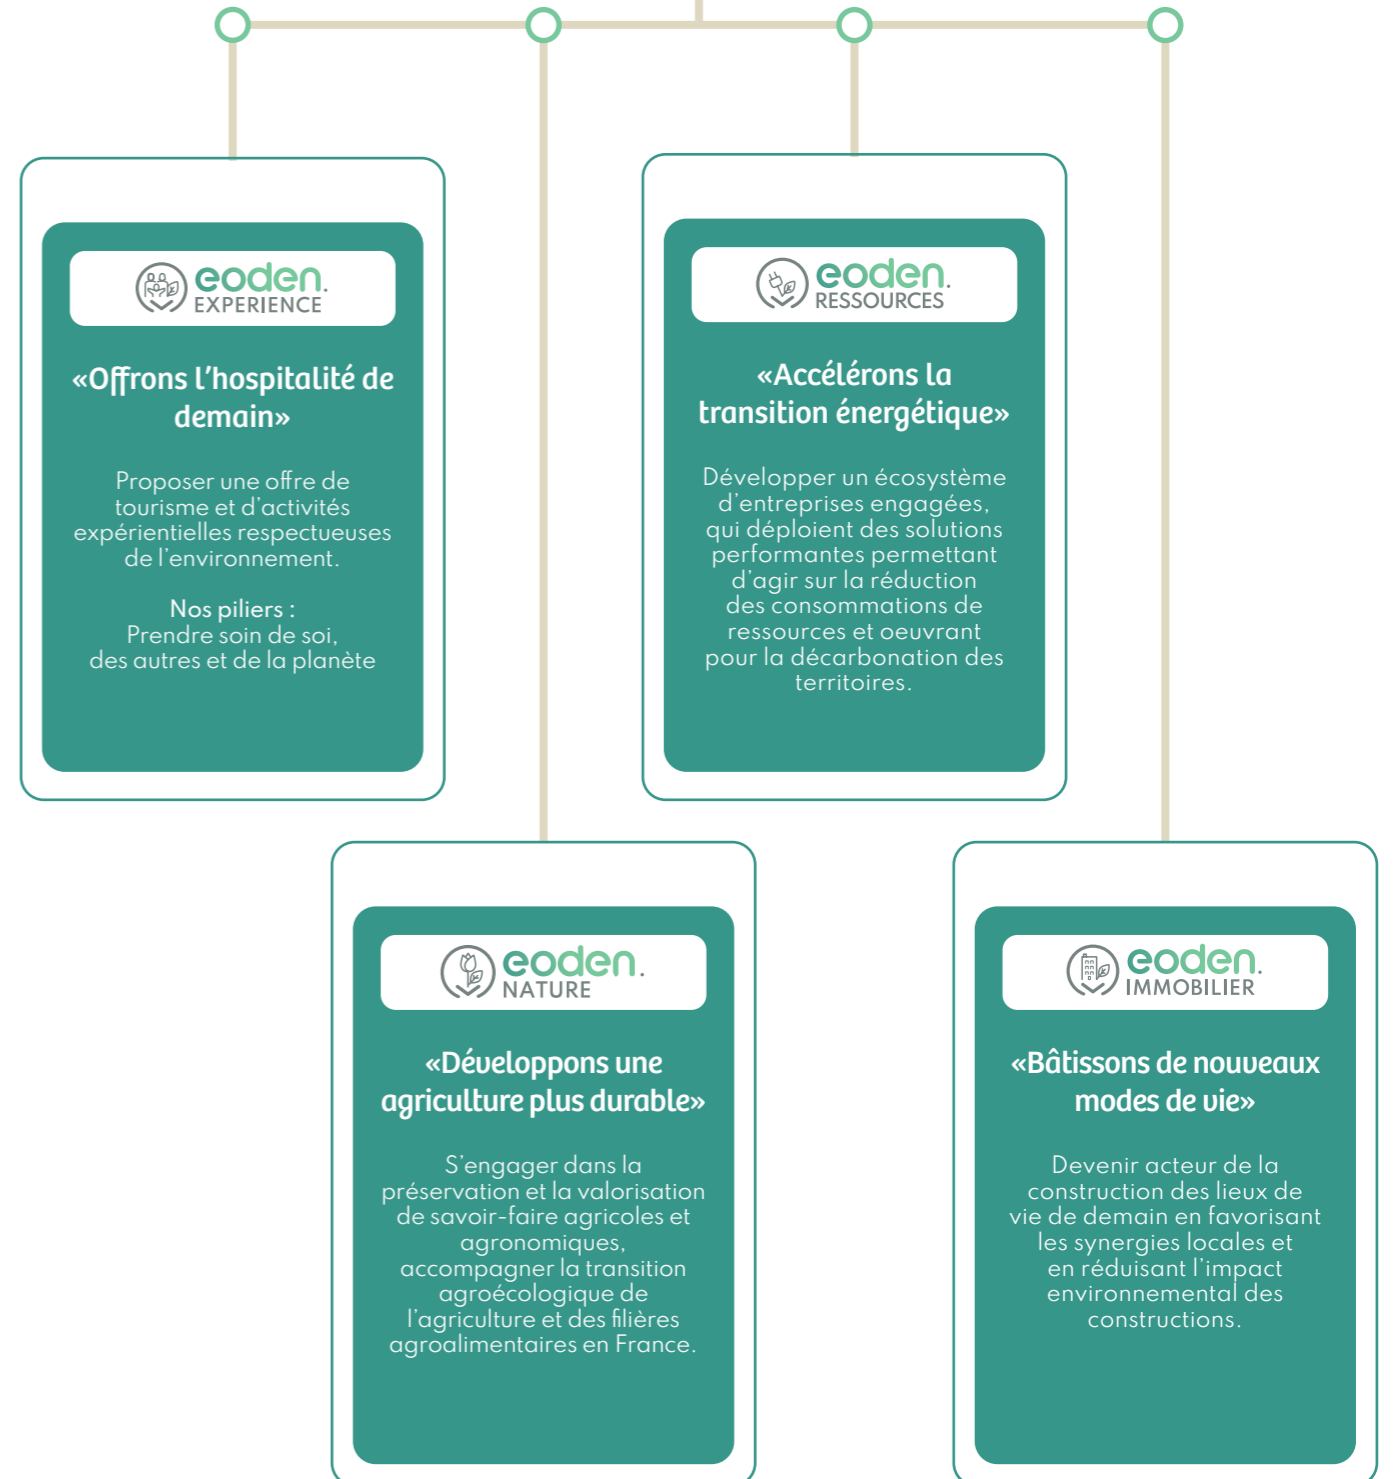 eoden.
EXPERIENCE
«Offrons l’hospitalité de
demain»
Proposer une offre de
tourisme et d’activités
expérientielles respectueuses
de l’environnement.
Nos piliers :
Prendre soin de soi,
des autres et de la planète
eoden.
RESSOURCES
«Accélérons la
transition énergétique»
Développer un écosystème
d’entreprises engagées,
qui déploient des solutions
performantes permettant
d’agir sur la réduction
des consommations de
ressources et oeuvrant
pour la décarbonation des
territoires.
eoden.
NATURE
«Développons une
agriculture plus durable»
S’engager dans la
préservation et la valorisation
de savoir-faire agricoles et
agronomiques,
accompagner la transition
agroécologique de
l’agriculture et des filières
agroalimentaires en France.
eoden.
IMMOBILIER
«Bâtissons de nouveaux
modes de vie»
Devenir acteur de la
construction des lieux de
vie de demain en favorisant
les synergies locales et
en réduisant l’impact
environnemental des
constructions.